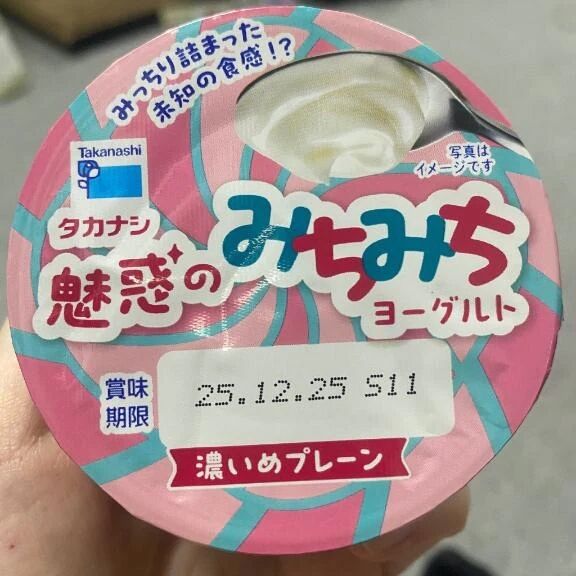 みっちり詰まった
未知の食感!?
Takanashi
タカナシ
写真は
イメージです
魅惑の
みちみち
ヨーグルト
賞味
期限
25.12.25 S11
濃いめプレーン